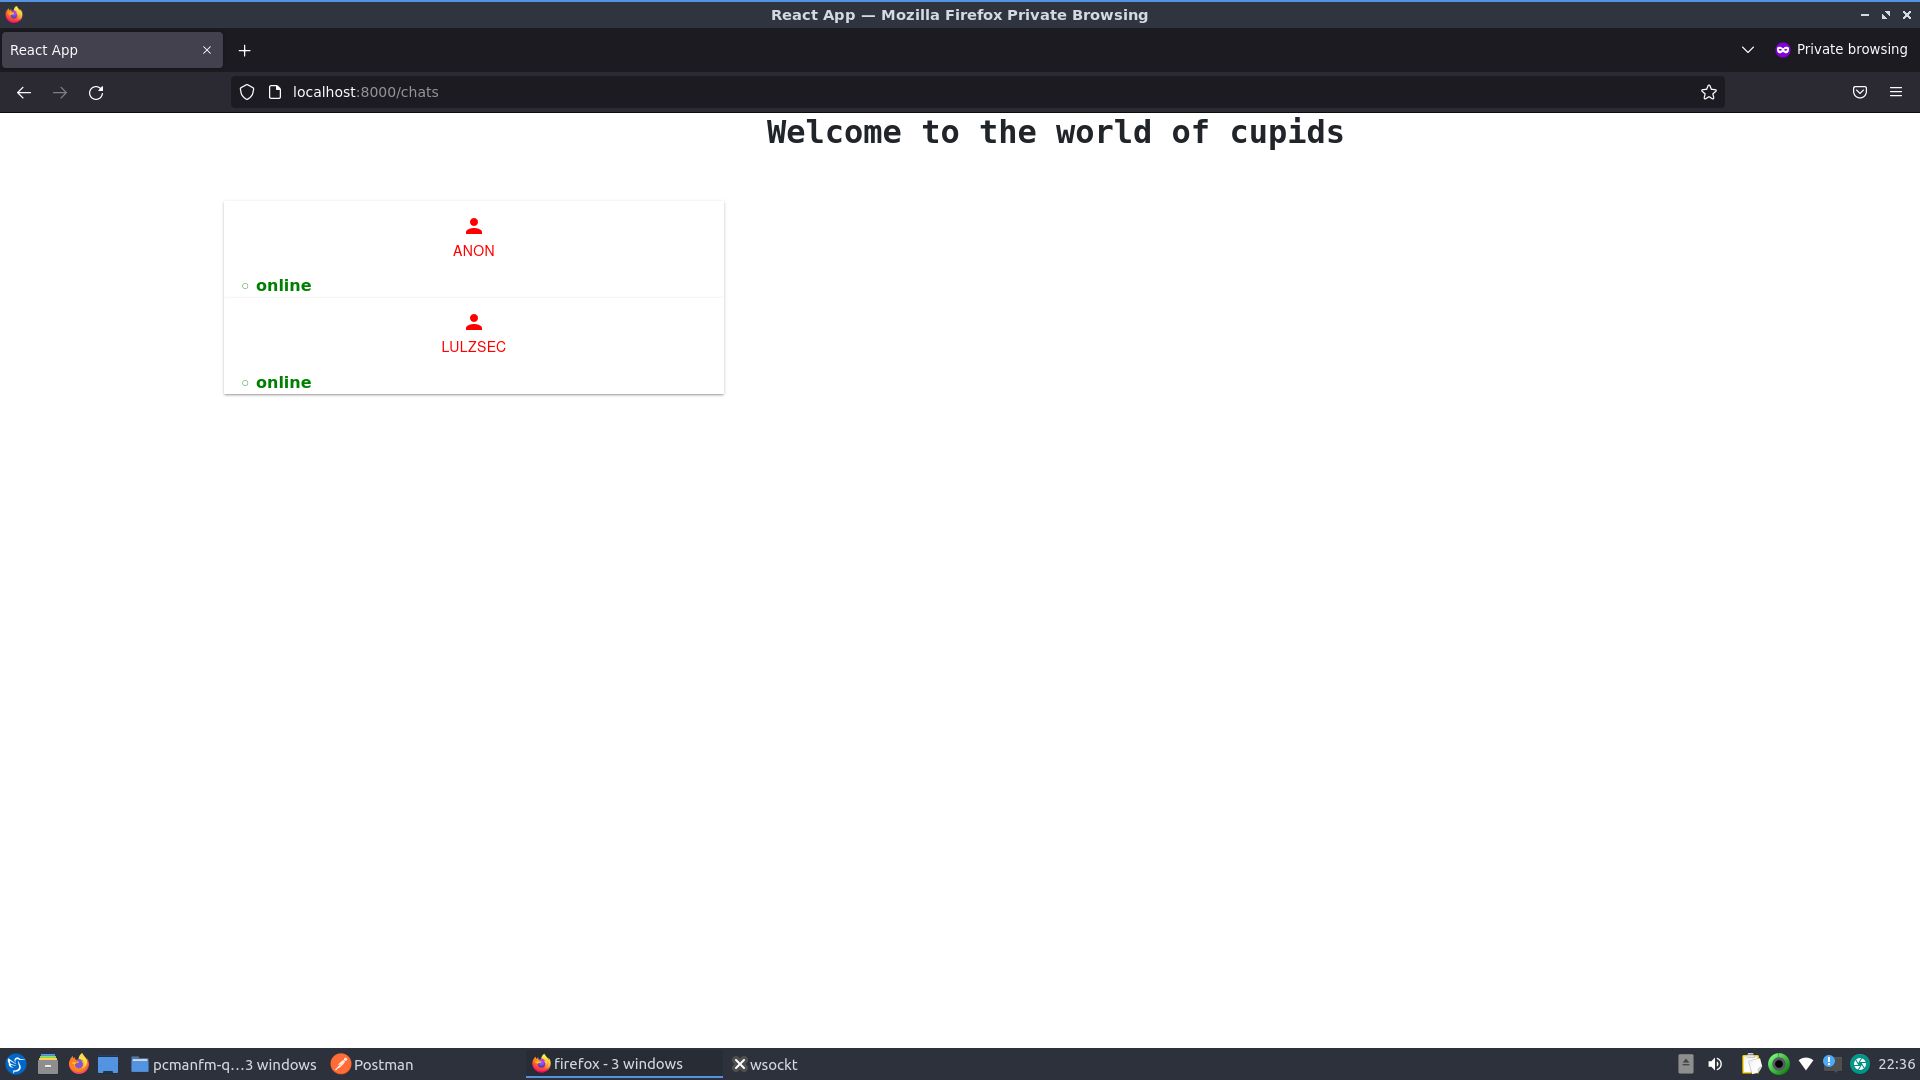 React App — Mozilla Firefox Private Browsing
React App
Private browsing
localhost:8000/chats
Welcome to the world of cupids
ANON
online
LULZSEC
online
pcmanfm-q...3 windows
Postman
firefox - 3 windows
wsockt
22:36